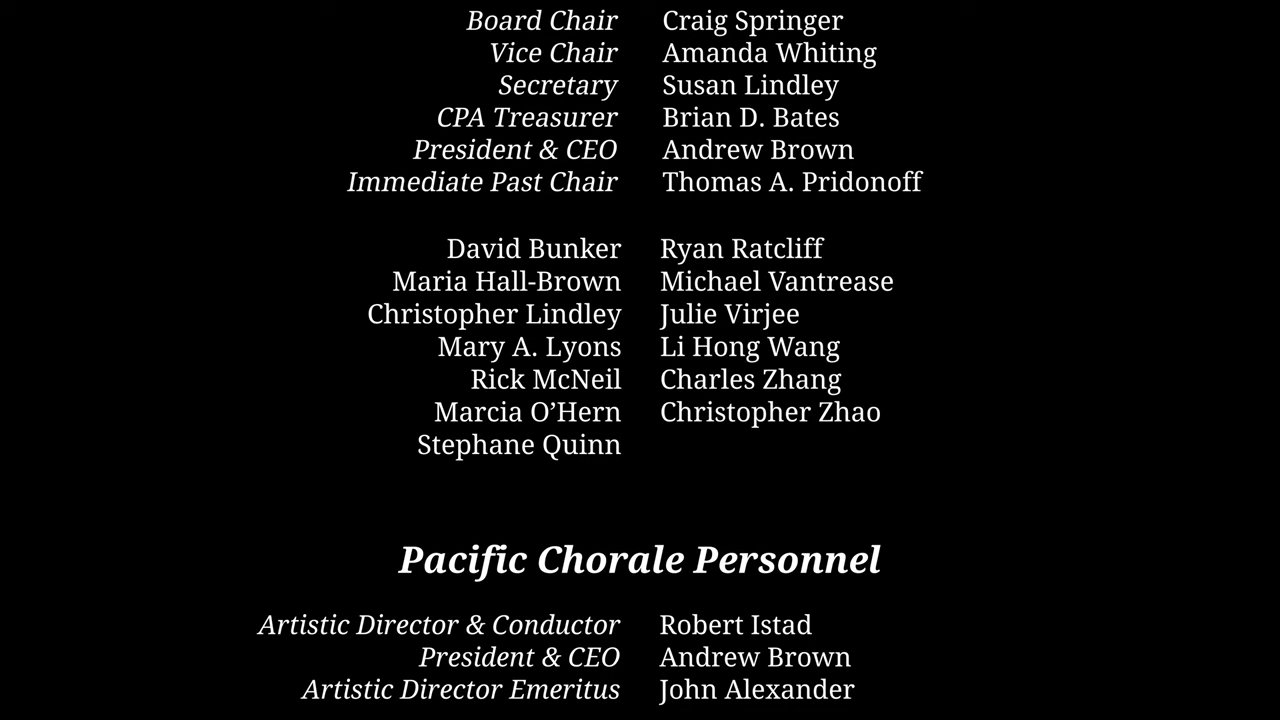 Board Chair Craig Springer
Vice Chair Amanda Whiting
Secretary Susan Lindley
CPA Treasurer Brian D. Bates
President & CEO Andrew Brown
Immediate Past Chair Thomas A. Pridonoff
David Bunker Ryan Ratcliff
Maria Hall-Brown Michael Vantrease
Christopher Lindley Julie Virjee
Mary A. Lyons Li Hong Wang
Rick McNeil Charles Zhang
Marcia O’Hern Christopher Zhao
Stephane Quinn
Pacific Chorale Personnel
Artistic Director & Conductor Robert Istad
President & CEO Andrew Brown
Artistic Director Emeritus John Alexander